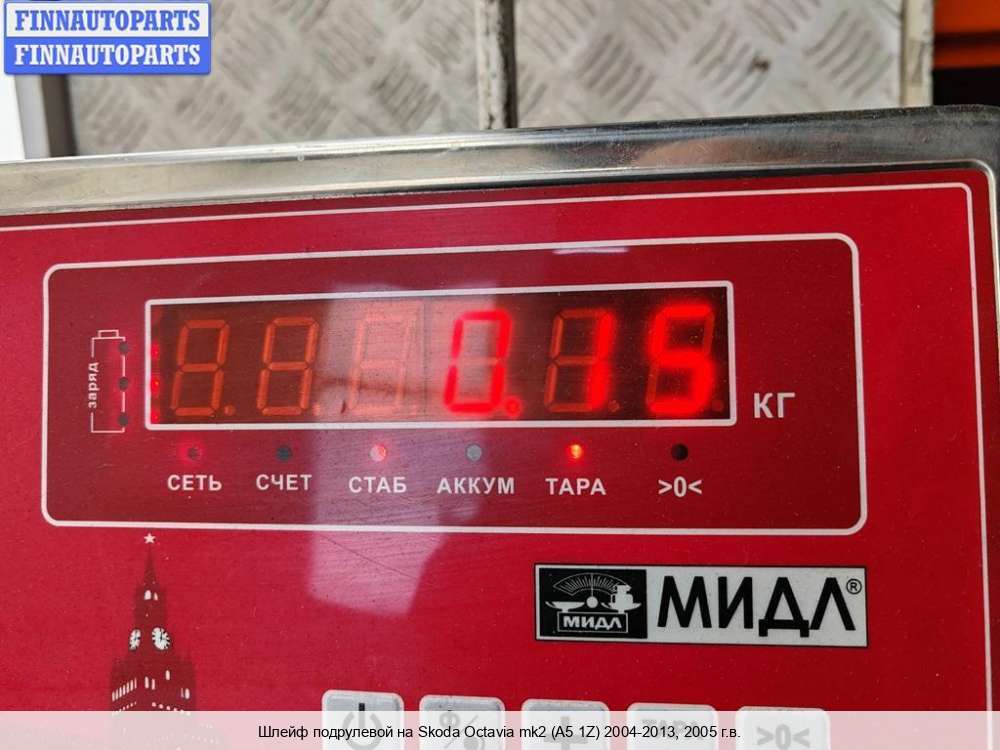 FINNAUTOPARTS
FINNAUTOPARTS
0.15
КГ
заряд
СЕТЬ СЧЕТ СТАБ АККУМ ТАРА >0<
МИДЛ МИДЛ®
ТАРА >0<
Шлейф подрулевой на Skoda Octavia mk2 (A5 1Z) 2004-2013, 2005 г.в.